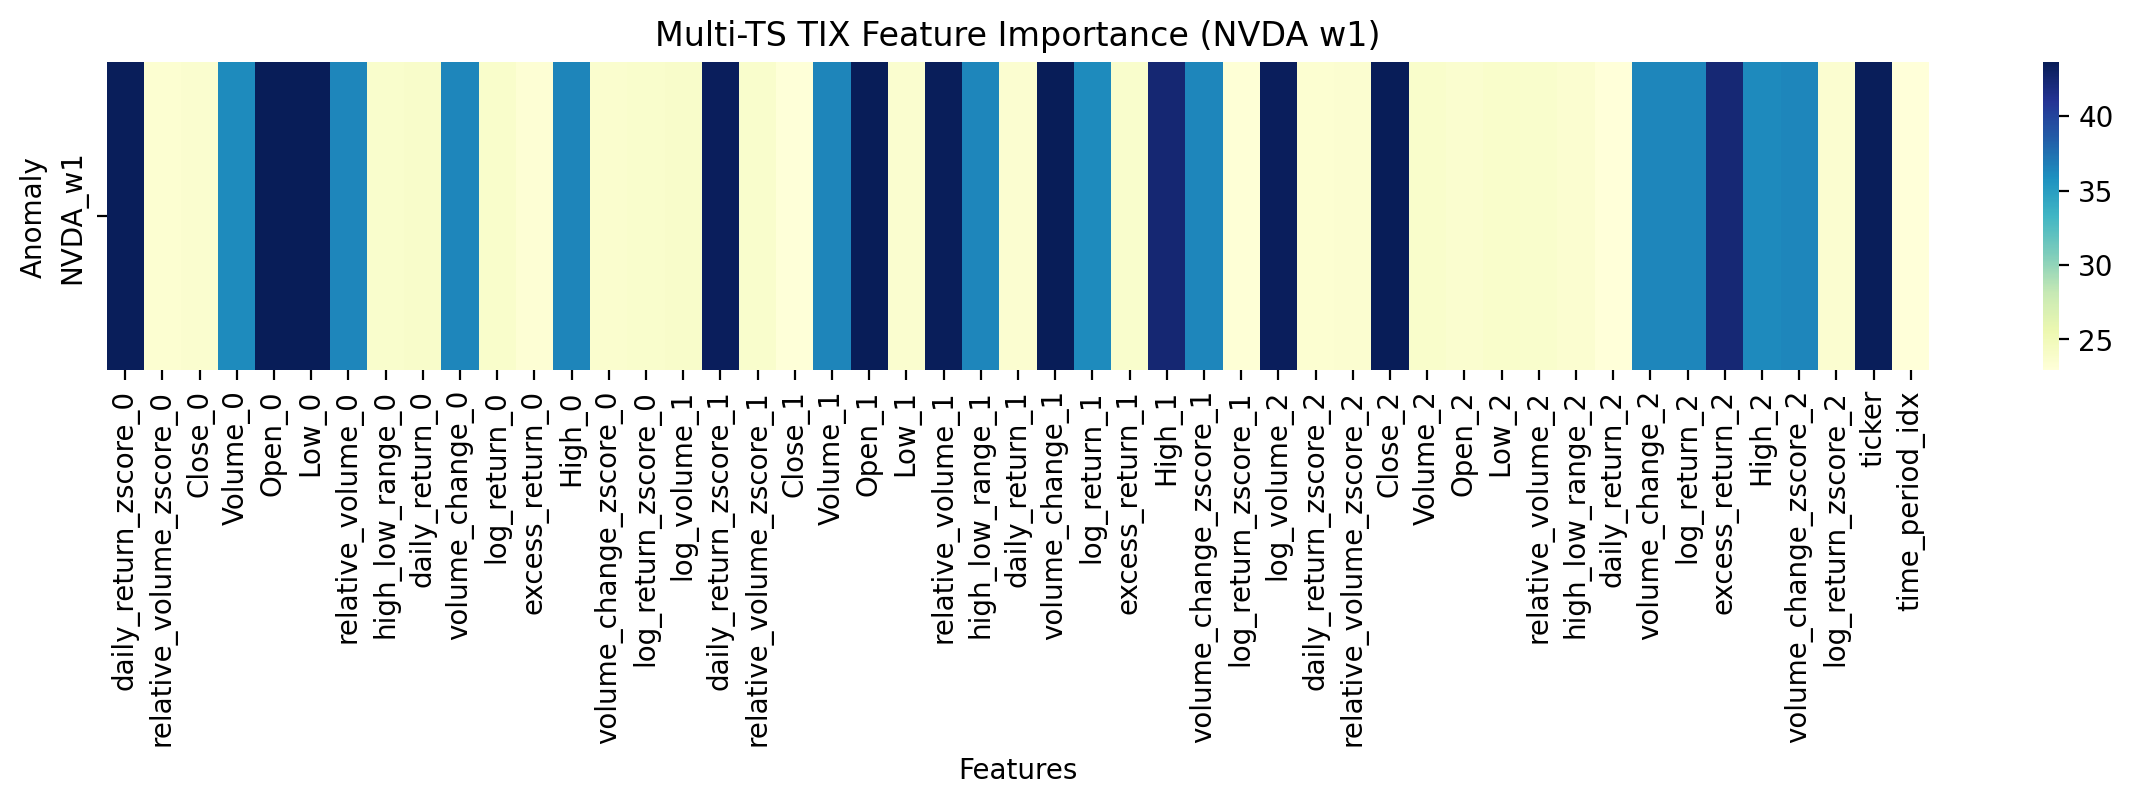 Multi-TS TIX Feature Importance (NVDA w1)
Anomaly
NVDA_w1
40
35
30
25
daily_return_zscore_0
relative_volume_zscore_0
Close_0
Volume_0
Open_0
Low_0
relative_volume_0
high_low_range_0
daily_return_0
volume_change_0
log_return_0
excess_return_0
High_0
volume_change_zscore_0
log_return_zscore_0
log_volume_1
daily_return_zscore_1
relative_volume_zscore_1
Close_1
Volume_1
Open_1
Low_1
relative_volume_1
high_low_range_1
daily_return_1
volume_change_1
log_return_1
excess_return_1
High_1
volume_change_zscore_1
log_return_zscore_1
log_volume_2
daily_return_zscore_2
relative_volume_zscore_2
Close_2
Volume_2
Open_2
Low_2
relative_volume_2
high_low_range_2
daily_return_2
volume_change_2
log_return_2
excess_return_2
High_2
volume_change_zscore_2
log_return_zscore_2
ticker
time_period_idx
Features